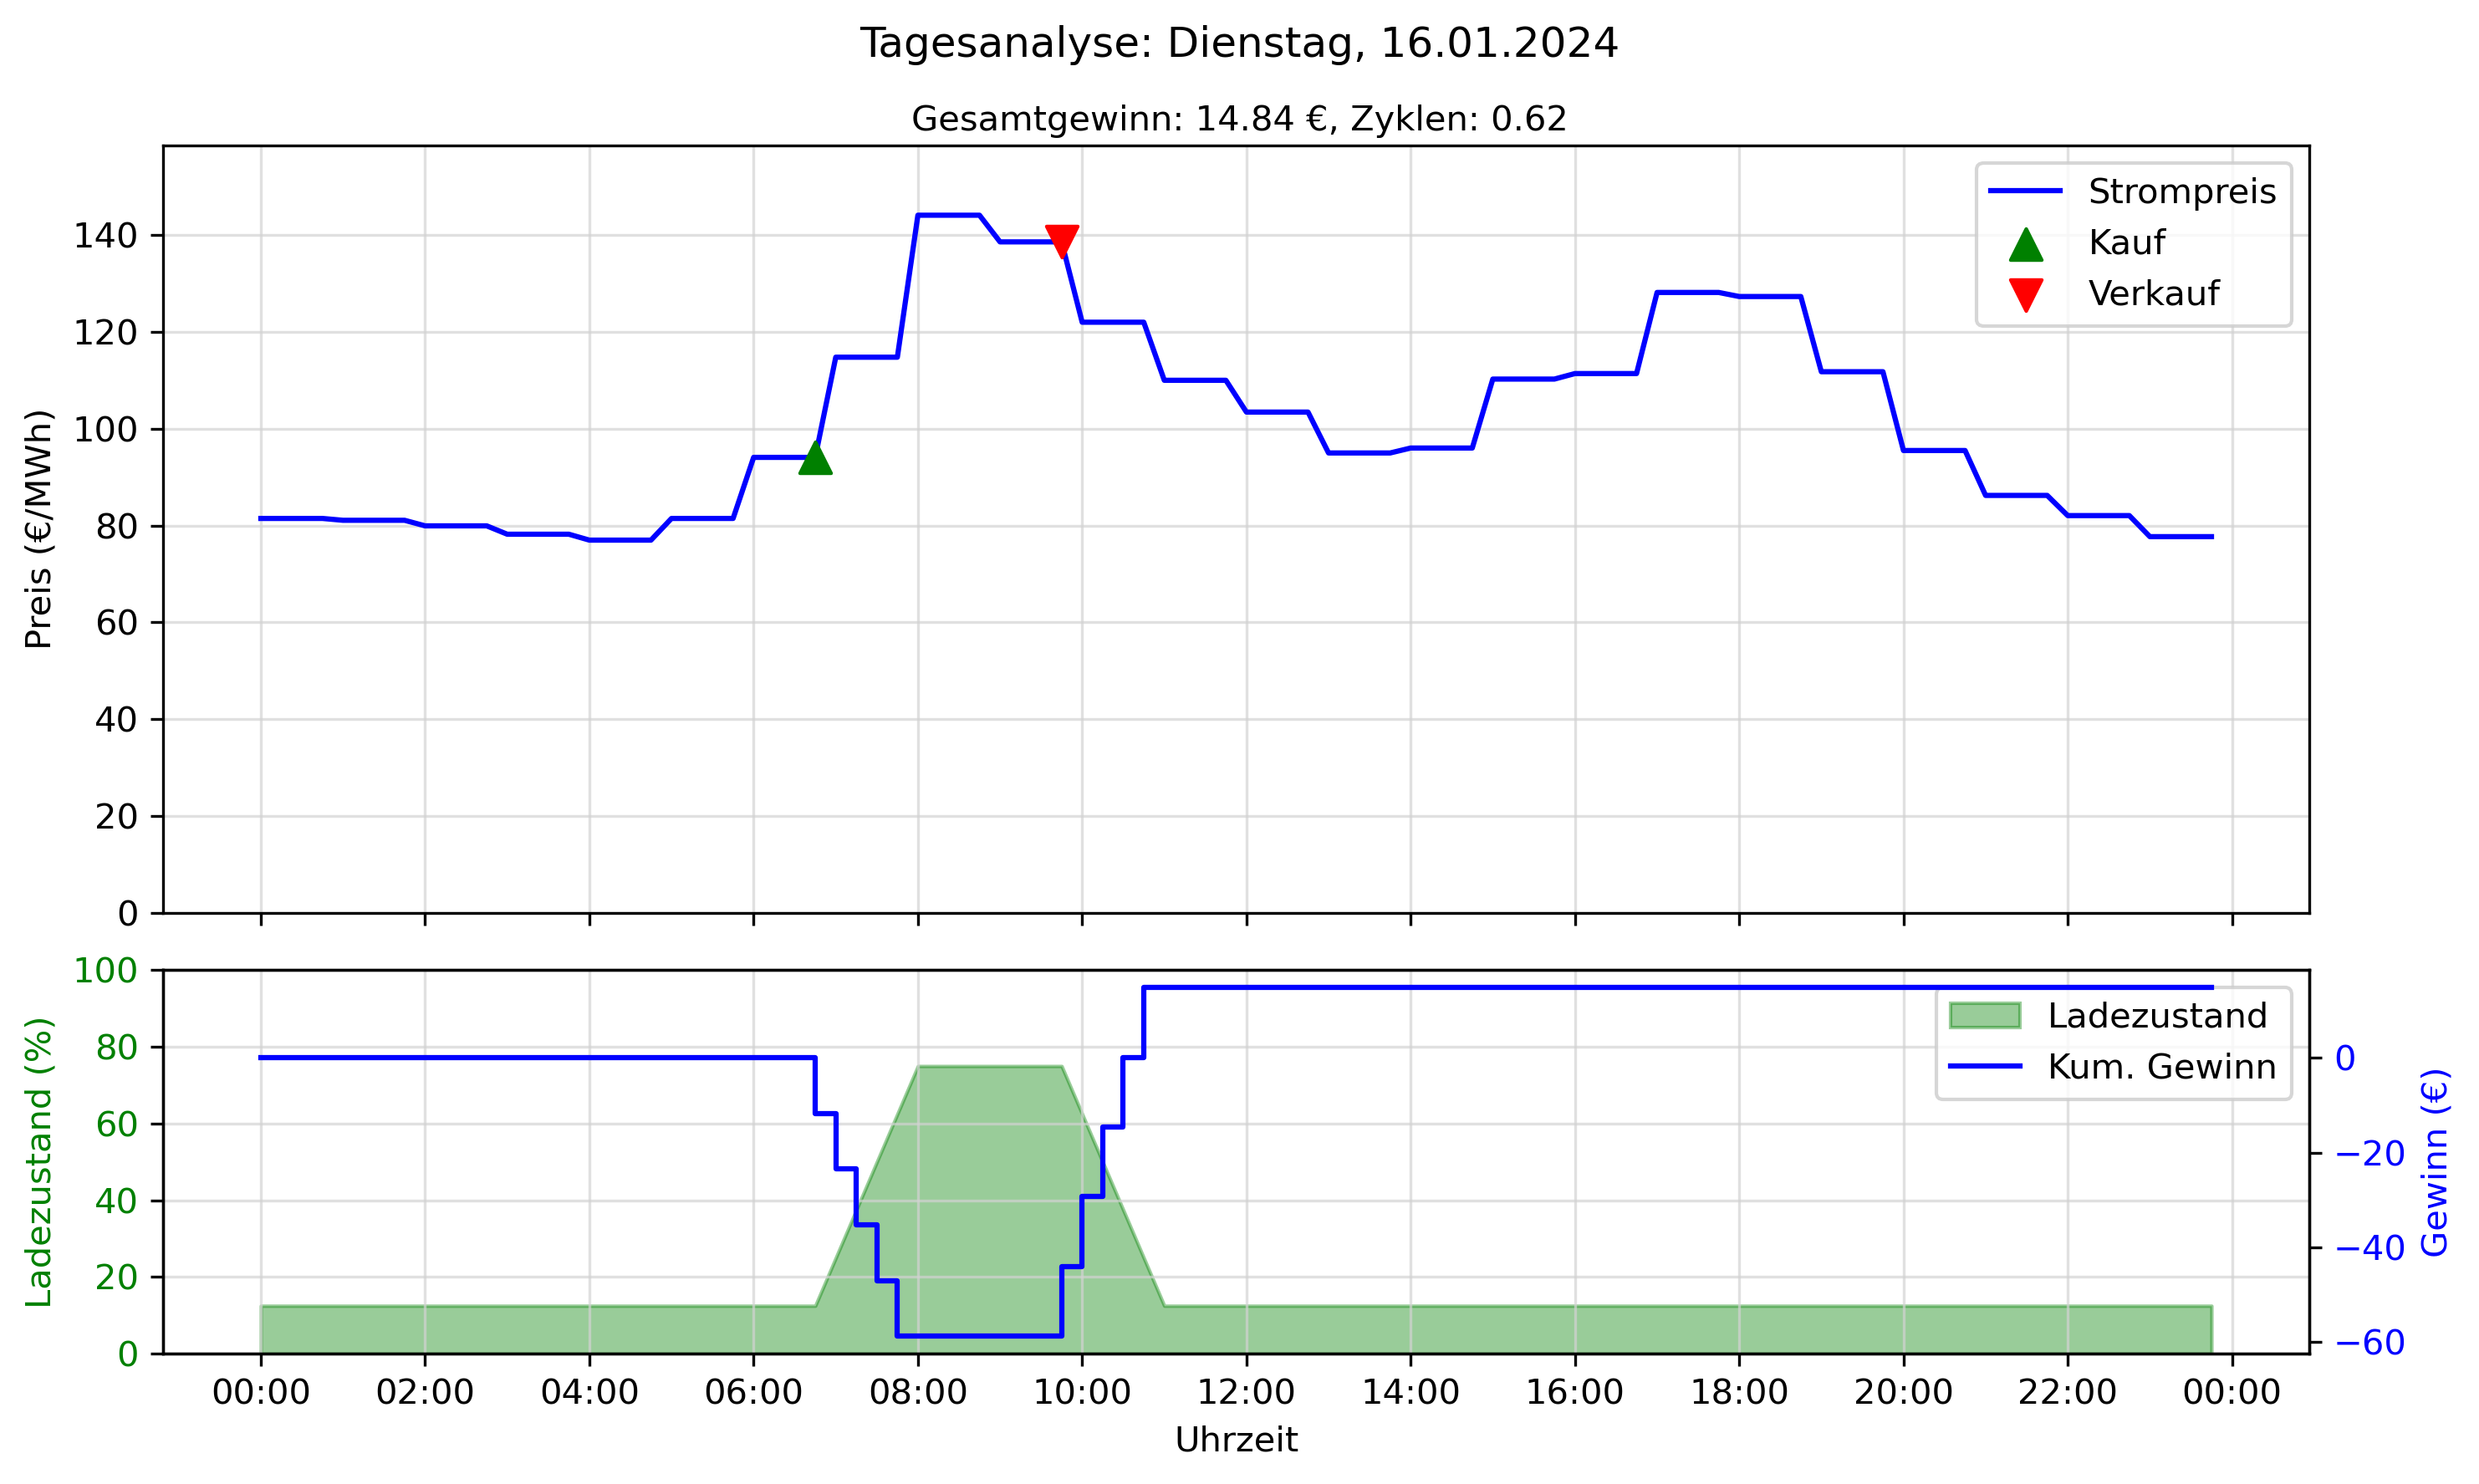 Tagesanalyse: Dienstag, 16.01.2024
Gesamtgewinn: 14.84 €, Zyklen: 0.62
Preis (€/MWh)
140
120
100
80
60
40
20
0
Strompreis
Kauf
Verkauf
Ladezustand (%)
100
80
60
40
20
0
Ladezustand
Kum. Gewinn
0
−20
−40
−60
Gewinn (€)
00:00 02:00 04:00 06:00 08:00 10:00 12:00 14:00 16:00 18:00 20:00 22:00 00:00
Uhrzeit